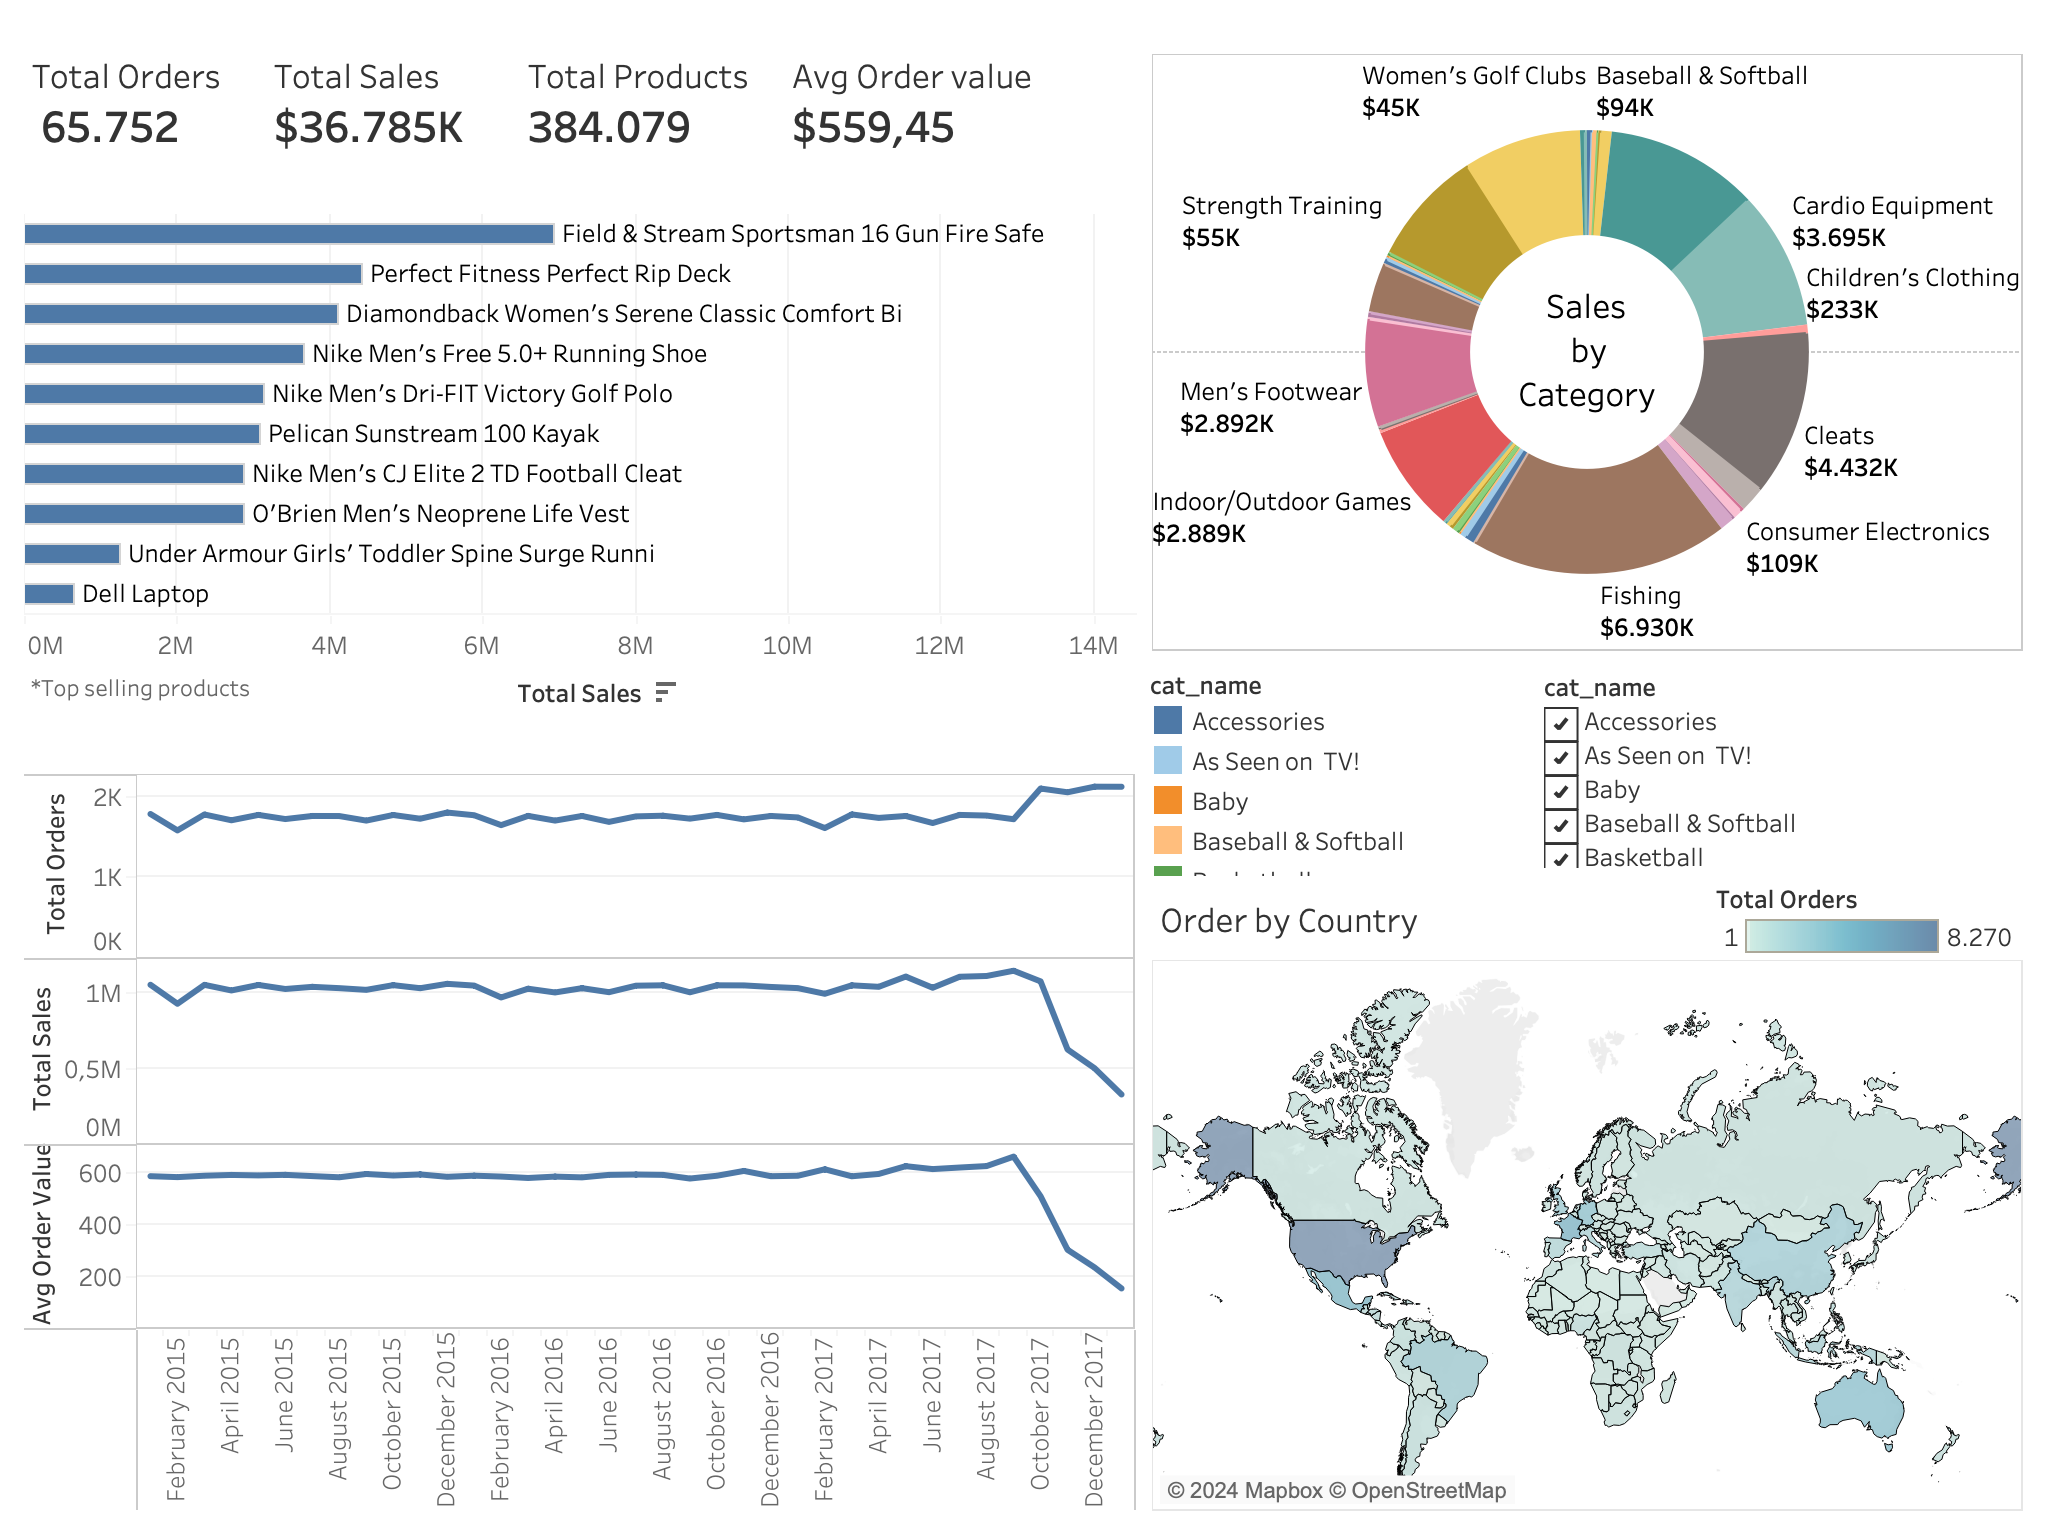 Total Orders
65.752
Total Sales
$36.785K
Total Products
384.079
Avg Order value
$559,45
Field & Stream Sportsman 16 Gun Fire Safe
Perfect Fitness Perfect Rip Deck
Diamondback Women's Serene Classic Comfort Bi
Nike Men's Free 5.0+ Running Shoe
Nike Men's Dri-FIT Victory Golf Polo
Pelican Sunstream 100 Kayak
Nike Men's CJ Elite 2 TD Football Cleat
O'Brien Men's Neoprene Life Vest
Under Armour Girls' Toddler Spine Surge Runni
Dell Laptop
0M 2M 4M 6M 8M 10M 12M 14M
*Top selling products
Total Sales
Women's Golf Clubs
$45K
Baseball & Softball
$94K
Strength Training
$55K
Cardio Equipment
$3.695K
Children's Clothing
$233K
Sales
by
Category
Men's Footwear
$2.892K
Cleats
$4.432K
Indoor/Outdoor Games
$2.889K
Consumer Electronics
$109K
Fishing
$6.930K
cat_name
Accessories
As Seen on TV!
Baby
Baseball & Softball
cat_name
Accessories
As Seen on TV!
Baby
Baseball & Softball
Basketball
Total Orders
2K
1K
0K
Total Sales
1M
0,5M
0M
Avg Order Value
600
400
200
February 2015
April 2015
June 2015
August 2015
October 2015
December 2015
February 2016
April 2016
June 2016
August 2016
October 2016
December 2016
February 2017
April 2017
June 2017
August 2017
October 2017
December 2017
Order by Country
Total Orders
1 8.270
© 2024 Mapbox © OpenStreetMap